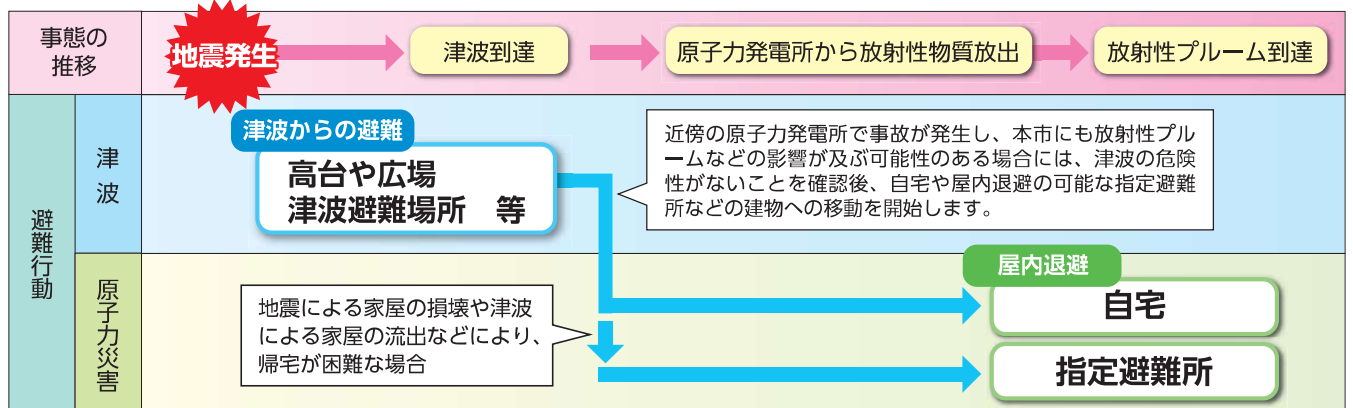 事態の
推移
地震発生
津波到達
原子力発電所から放射性物質放出
放射性プルーム到達
避難行動
津波
津波からの避難
高台や広場
津波避難場所　等
近傍の原子力発電所で事故が発生し、本市にも放射性プル
ームなどの影響が及ぶ可能性のある場合には、津波の危険
性がないことを確認後、自宅や屋内退避の可能な指定避難
所などの建物への移動を開始します。
原子力災害
地震による家屋の損壊や津波
による家屋の流出などにより、
帰宅が困難な場合
屋内退避
自宅
指定避難所